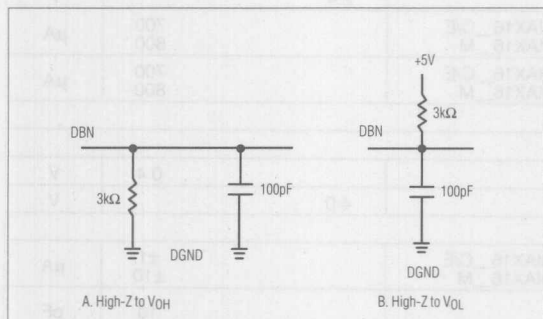 +5V
3kΩ
DBN
DBN
3kΩ
100pF
100pF
DGND
DGND
A. High-Z to VOH
B. High-Z to VOL